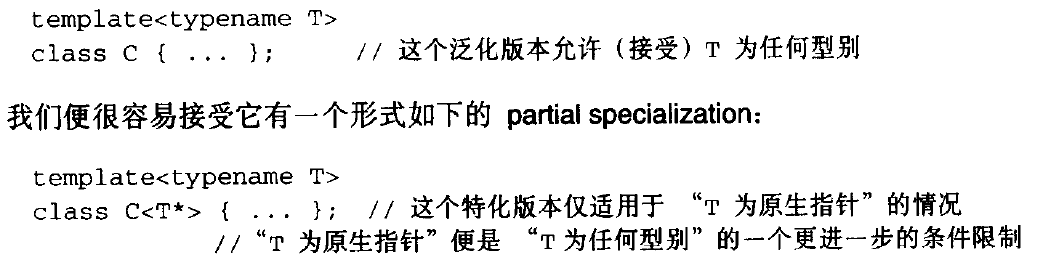 template<typename T>
class C { ... };      // 这个泛化版本允许（接受）T 为任何型别
我们便很容易接受它有一个形式如下的 partial specialization：
template<typename T>
class C<T*> { ... };  // 这个特化版本仅适用于 “T 为原生指针”的情况
// “T 为原生指针”便是 “T为任何型别”的一个更进一步的条件限制